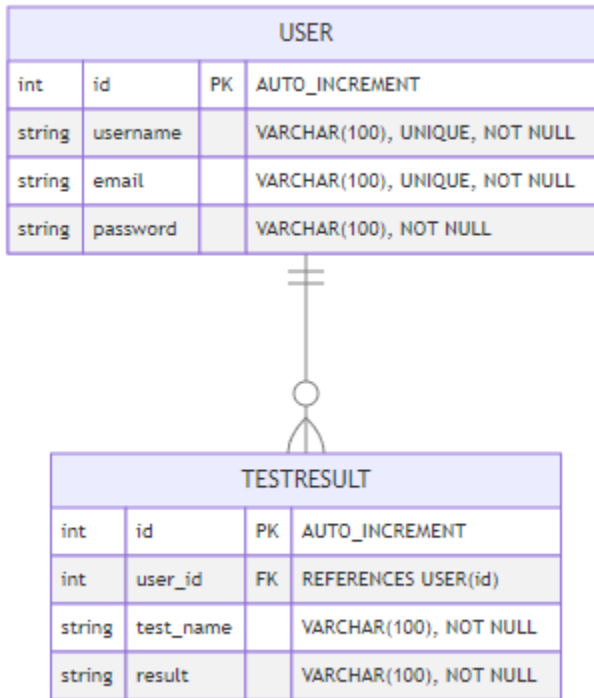 USER
int id PK AUTO_INCREMENT
string username VARCHAR(100), UNIQUE, NOT NULL
string email VARCHAR(100), UNIQUE, NOT NULL
string password VARCHAR(100), NOT NULL
TESTRESULT
int id PK AUTO_INCREMENT
int user_id FK REFERENCES USER(id)
string test_name VARCHAR(100), NOT NULL
string result VARCHAR(100), NOT NULL